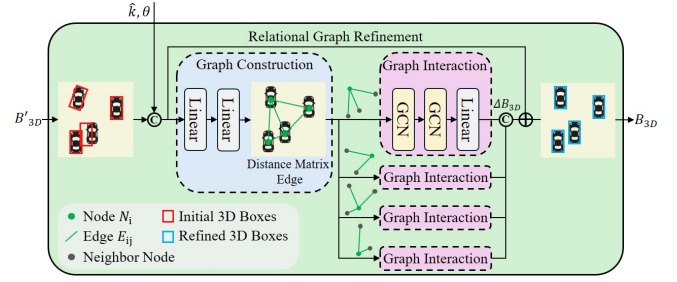 k̂, θ
Relational Graph Refinement
Graph Construction
Graph Interaction
B'3D
©
Linear
Linear
Distance Matrix
Edge
GCN
GCN
Linear
ΔB3D
©
B3D
Graph Interaction
Graph Interaction
Graph Interaction
Node Ni
Initial 3D Boxes
Edge Eij
Refined 3D Boxes
Neighbor Node